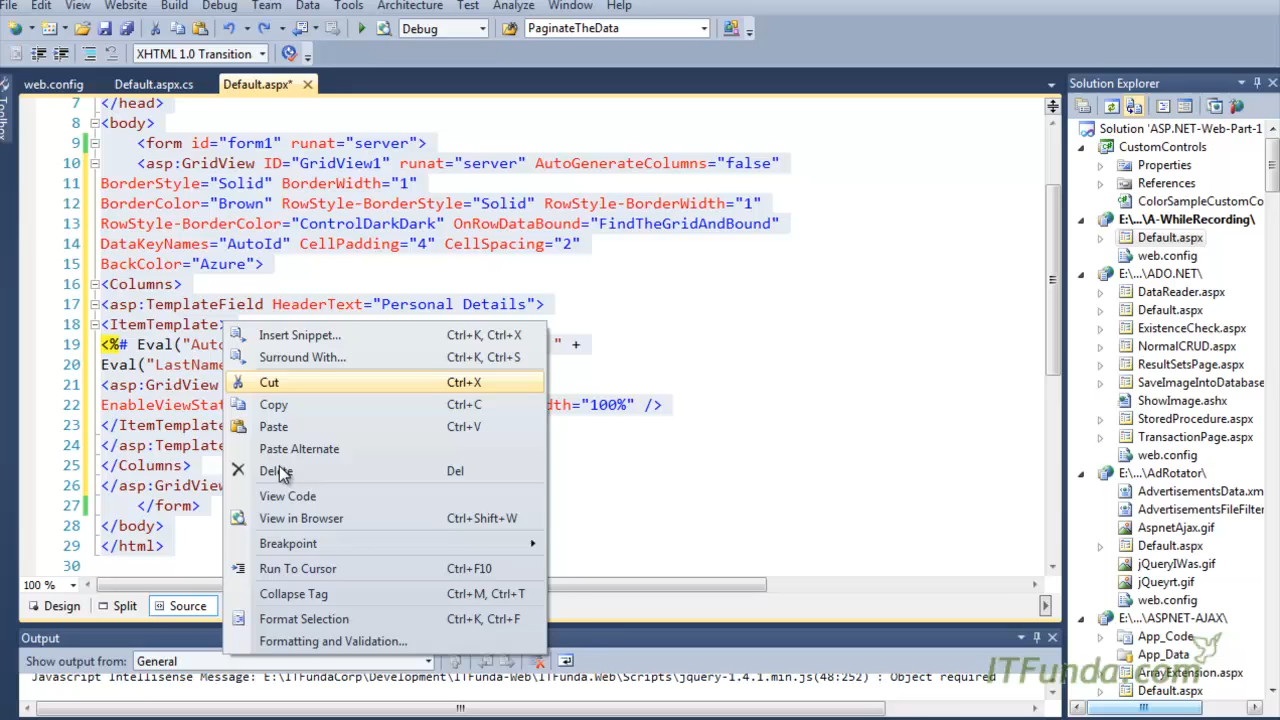 File Edit View Website Build Debug Team Data Tools Architecture Test Analyze Window Help
Debug PaginateTheData
XHTML 1.0 Transition
web.config Default.aspx.cs Default.aspx*
Toolbox
7 </head>
8 <body>
9 <form id="form1" runat="server">
10 <asp:GridView ID="GridView1" runat="server" AutoGenerateColumns="false"
11 BorderStyle="Solid" BorderWidth="1"
12 BorderColor="Brown" RowStyle-BorderStyle="Solid" RowStyle-BorderWidth="1"
13 RowStyle-BorderColor="ControlDarkDark" OnRowDataBound="FindTheGridAndBound"
14 DataKeyNames="AutoId" CellPadding="4" CellSpacing="2"
15 BackColor="Azure">
16 <Columns>
17 <asp:TemplateField HeaderText="Personal Details">
18 <ItemTemplate>
19 <%# Eval("Auto " +
20 Eval("LastName
21 <asp:GridView
22 EnableViewStat dth="100%" />
23 </ItemTemplate
24 </asp:Template
25 </Columns>
26 </asp:GridView
27 </form>
28 </body>
29 </html>
30
Insert Snippet... Ctrl+K, Ctrl+X
Surround With... Ctrl+K, Ctrl+S
Cut Ctrl+X
Copy Ctrl+C
Paste Ctrl+V
Paste Alternate
Delete Del
View Code
View in Browser Ctrl+Shift+W
Breakpoint
Run To Cursor Ctrl+F10
Collapse Tag Ctrl+M, Ctrl+T
Format Selection Ctrl+K, Ctrl+F
Formatting and Validation...
100 %
Design Split Source
Output
Show output from: General
Javascript Intellisense Message: E:\ITFundaCorp\Development\ITFunda-Web\ITFunda.Web\Scripts\jquery-1.4.1.min.js(48:252) : Object required
Solution Explorer
Solution 'ASP.NET-Web-Part-1
CustomControls
Properties
References
ColorSampleCustomCo
E:\...\A-WhileRecording\
Default.aspx
web.config
E:\...\ADO.NET\
DataReader.aspx
Default.aspx
ExistenceCheck.aspx
NormalCRUD.aspx
ResultSetsPage.aspx
SaveImageIntoDatabase
ShowImage.ashx
StoredProcedure.aspx
TransactionPage.aspx
web.config
E:\...\AdRotator\
AdvertisementsData.xm
AdvertisementsFileFilter
AspnetAjax.gif
Default.aspx
jQueryIWas.gif
jQueyrt.gif
web.config
E:\...\ASPNET-AJAX\
App_Code
App_Data
ArrayExtension.aspx
Default.aspx
ITFunda.com